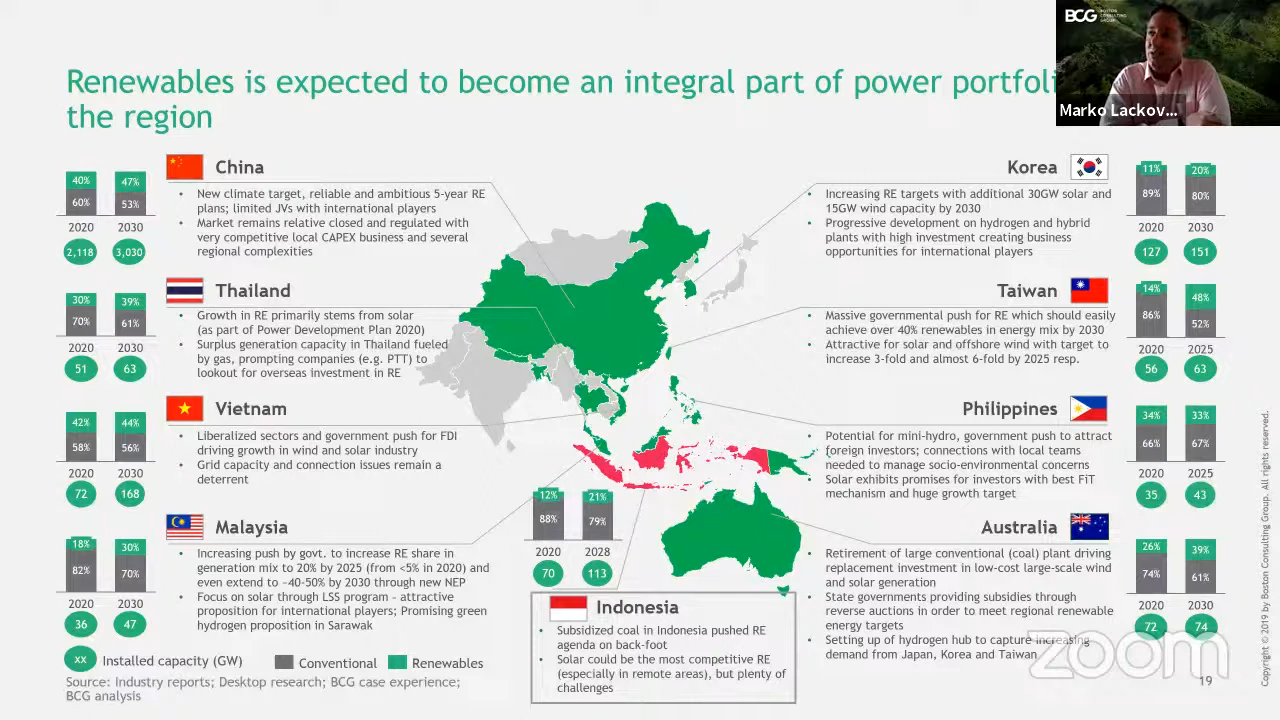 Renewables is expected to become an integral part of power portfoli
the region
BCG BOSTON CONSULTING GROUP
Marko Lackov...
China
40%
47%
60%
53%
2020
2030
2,118
3,030
• New climate target, reliable and ambitious 5-year RE
plans; limited JVs with international players
• Market remains relative closed and regulated with
very competitive local CAPEX business and several
regional complexities
Thailand
30%
39%
70%
61%
2020
2030
51
63
• Growth in RE primarily stems from solar
(as part of Power Development Plan 2020)
• Surplus generation capacity in Thailand fueled
by gas, prompting companies (e.g. PTT) to
lookout for overseas investment in RE
Vietnam
42%
44%
58%
56%
2020
2030
72
168
• Liberalized sectors and government push for FDI
driving growth in wind and solar industry
• Grid capacity and connection issues remain a
deterrent
Malaysia
18%
30%
82%
70%
2020
2030
36
47
• Increasing push by govt. to increase RE share in
generation mix to 20% by 2025 (from <5% in 2020) and
even extend to ~40-50% by 2030 through new NEP
• Focus on solar through LSS program – attractive
proposition for international players; Promising green
hydrogen proposition in Sarawak
12%
21%
88%
79%
2020
2028
70
113
Indonesia
• Subsidized coal in Indonesia pushed RE
agenda on back-foot
• Solar could be the most competitive RE
(especially in remote areas), but plenty of
challenges
Korea
11%
20%
89%
80%
2020
2030
127
151
• Increasing RE targets with additional 30GW solar and
15GW wind capacity by 2030
• Progressive development on hydrogen and hybrid
plants with high investment creating business
opportunities for international players
Taiwan
14%
48%
86%
52%
2020
2025
56
63
• Massive governmental push for RE which should easily
achieve over 40% renewables in energy mix by 2030
• Attractive for solar and offshore wind with target to
increase 3-fold and almost 6-fold by 2025 resp.
Philippines
34%
33%
66%
67%
2020
2025
35
43
• Potential for mini-hydro, government push to attract
foreign investors; connections with local teams
needed to manage socio-environmental concerns
• Solar exhibits promises for investors with best FiT
mechanism and huge growth target
Australia
26%
39%
74%
61%
2020
2030
72
74
• Retirement of large conventional (coal) plant driving
replacement investment in low-cost large-scale wind
and solar generation
• State governments providing subsidies through
reverse auctions in order to meet regional renewable
energy targets
• Setting up of hydrogen hub to capture increasing
demand from Japan, Korea and Taiwan
xx Installed capacity (GW)
Conventional
Renewables
Source: Industry reports; Desktop research; BCG case experience;
BCG analysis
zoom
19
Copyright © 2019 by Boston Consulting Group. All rights reserved.